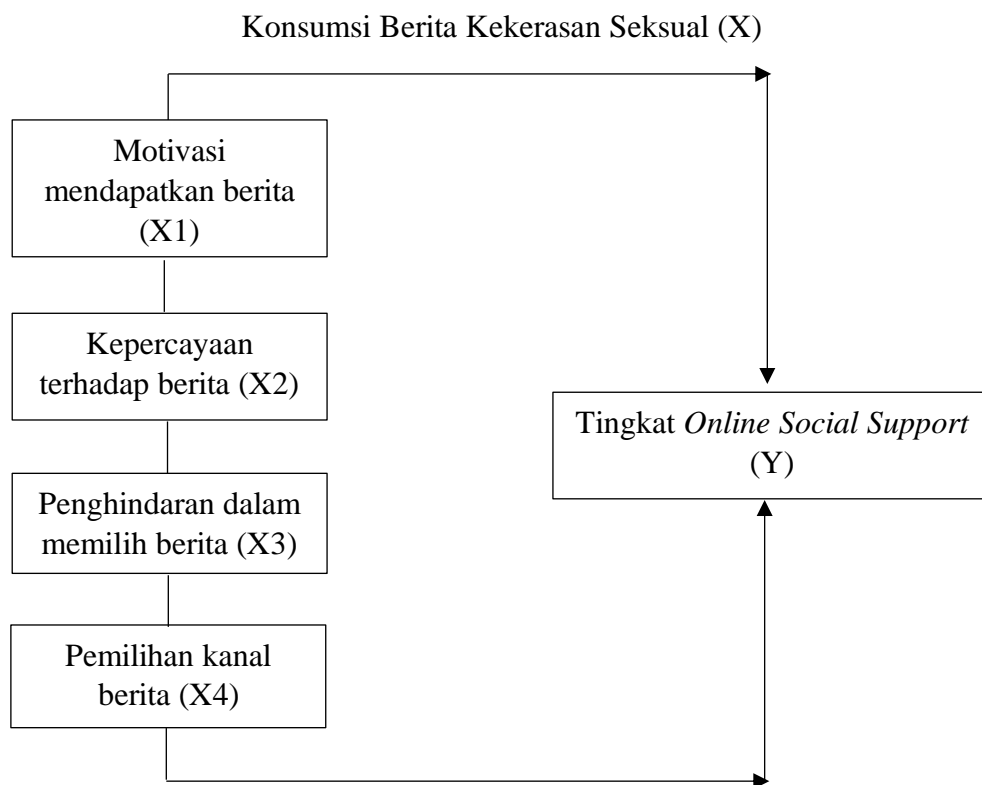 Konsumsi Berita Kekerasan Seksual (X)
Motivasi
mendapatkan berita
(X1)
Kepercayaan
terhadap berita (X2)
Penghindaran dalam
memilih berita (X3)
Pemilihan kanal
berita (X4)
Tingkat Online Social Support
(Y)